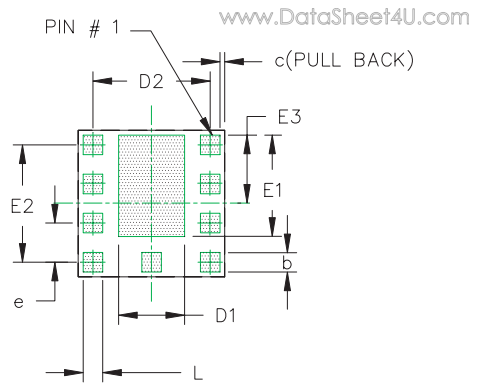 www.DataSheet4U.com
PIN # 1
c(PULL BACK)
D2
E3
E1
E2
b
e
D1
L